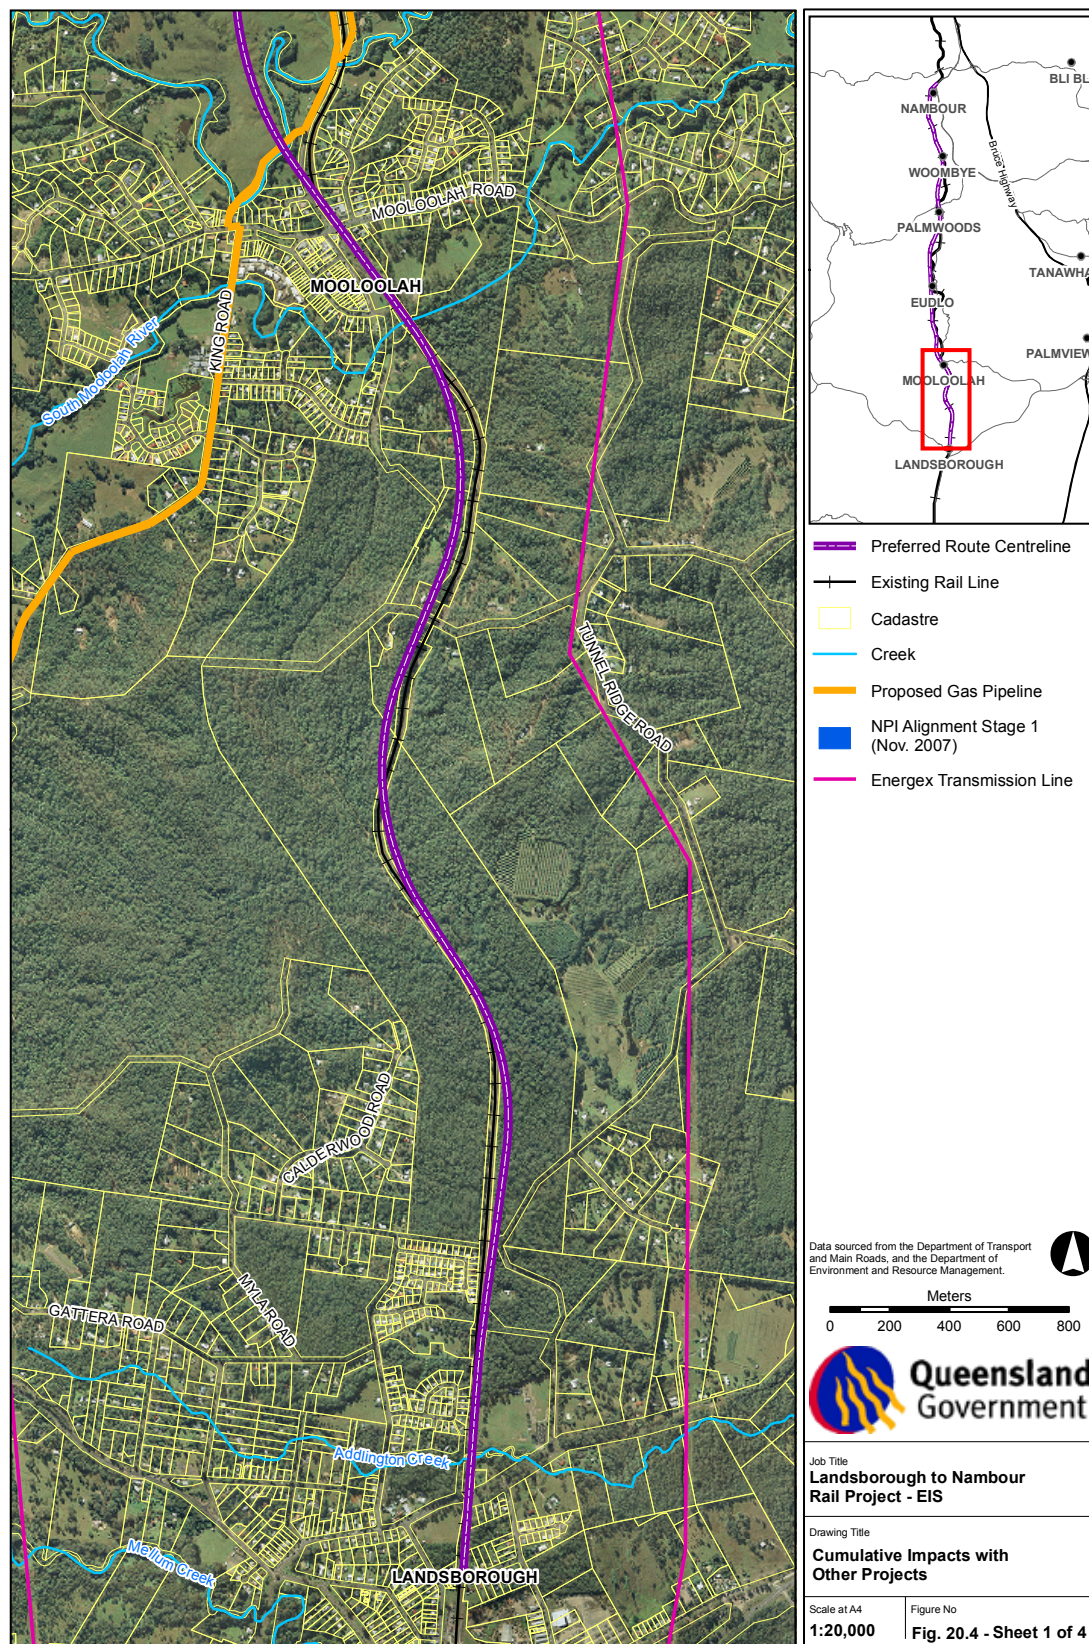 MOOLOOLAH ROAD
MOOLOOLAH
KING ROAD
South Mooloolah River
TUNNEL RIDGE ROAD
CALDERWOOD ROAD
MYLA ROAD
GATTERA ROAD
Addlington Creek
Mellum Creek
LANDSBOROUGH
BLI BL
NAMBOUR
Bruce Highway
WOOMBYE
PALMWOODS
TANAWHA
EUDLO
PALMVIEW
MOOLOOLAH
LANDSBOROUGH
Preferred Route Centreline
Existing Rail Line
Cadastre
Creek
Proposed Gas Pipeline
NPI Alignment Stage 1
(Nov. 2007)
Energex Transmission Line
Data sourced from the Department of Transport
and Main Roads, and the Department of
Environment and Resource Management.
Meters
0 200 400 600 800
Queensland
Government
Job Title
Landsborough to Nambour
Rail Project - EIS
Drawing Title
Cumulative Impacts with
Other Projects
Scale at A4
1:20,000
Figure No
Fig. 20.4 - Sheet 1 of 4